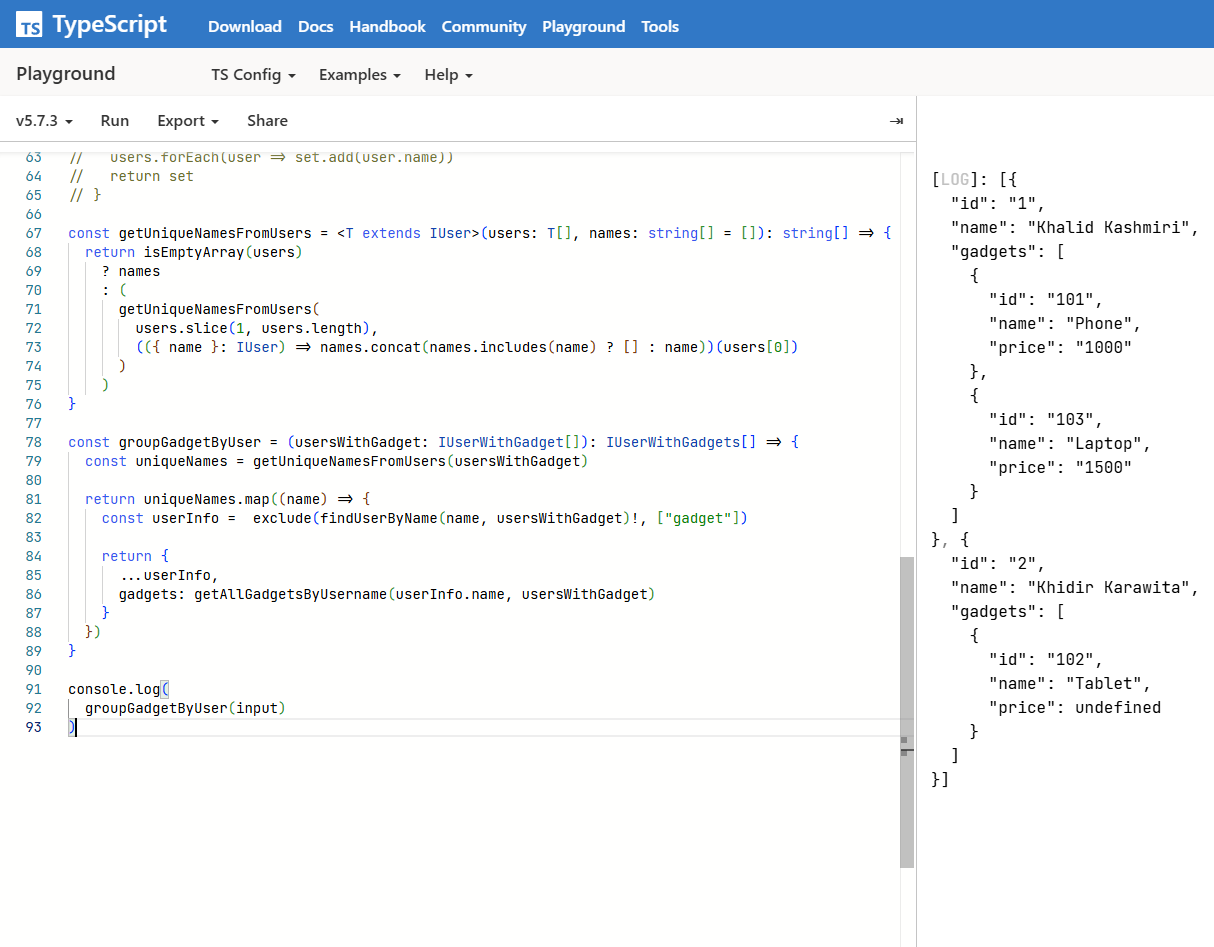 TS TypeScript Download Docs Handbook Community Playground Tools
Playground TS Config Examples Help
v5.7.3 Run Export Share
63 //   users.forEach(user => set.add(user.name))
64 //   return set
65 // }
66
67 const getUniqueNamesFromUsers = <T extends IUser>(users: T[], names: string[] = []): string[] => {
68   return isEmptyArray(users)
69     ? names
70     : (
71       getUniqueNamesFromUsers(
72         users.slice(1, users.length),
73         (({ name }: IUser) => names.concat(names.includes(name) ? [] : name))(users[0])
74       )
75     )
76 }
77
78 const groupGadgetByUser = (usersWithGadget: IUserWithGadget[]): IUserWithGadgets[] => {
79   const uniqueNames = getUniqueNamesFromUsers(usersWithGadget)
80
81   return uniqueNames.map((name) => {
82     const userInfo =  exclude(findUserByName(name, usersWithGadget)!, ["gadget"])
83
84     return {
85       ...userInfo,
86       gadgets: getAllGadgetsByUsername(userInfo.name, usersWithGadget)
87     }
88   })
89 }
90
91 console.log(
92   groupGadgetByUser(input)
93 )
[LOG]: [{
  "id": "1",
  "name": "Khalid Kashmiri",
  "gadgets": [
    {
      "id": "101",
      "name": "Phone",
      "price": "1000"
    },
    {
      "id": "103",
      "name": "Laptop",
      "price": "1500"
    }
  ]
}, {
  "id": "2",
  "name": "Khidir Karawita",
  "gadgets": [
    {
      "id": "102",
      "name": "Tablet",
      "price": undefined
    }
  ]
}]